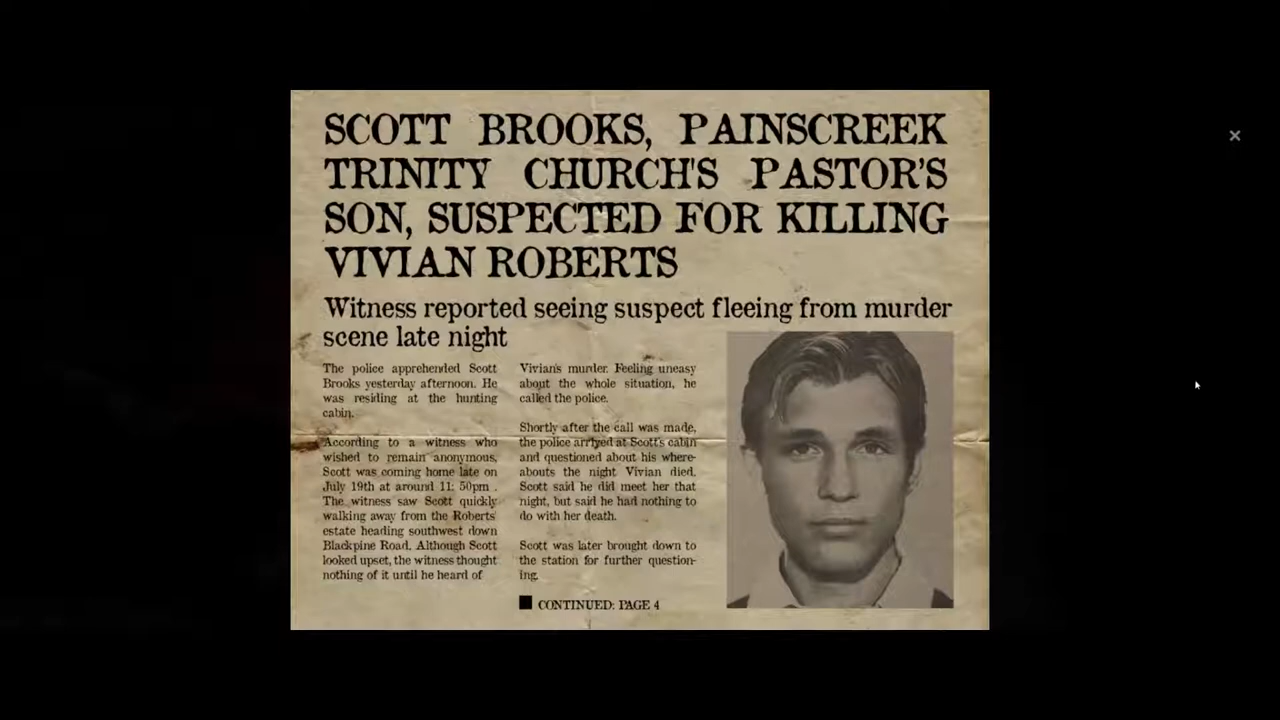 SCOTT BROOKS, PAINSCREEK
TRINITY CHURCH'S PASTOR'S
SON, SUSPECTED FOR KILLING
VIVIAN ROBERTS
Witness reported seeing suspect fleeing from murder
scene late night
The police apprehended Scott
Brooks yesterday afternoon. He
was residing at the hunting
cabin.
According to a witness who
wished to remain anonymous,
Scott was coming home late on
July 19th at around 11: 50pm .
The witness saw Scott quickly
walking away from the Roberts'
estate heading southwest down
Blackpine Road. Although Scott
looked upset, the witness thought
nothing of it until he heard of
Vivian's murder. Feeling uneasy
about the whole situation, he
called the police.
Shortly after the call was made,
the police arrived at Scott's cabin
and questioned about his where-
abouts the night Vivian died.
Scott said he did meet her that
night, but said he had nothing to
do with her death.
Scott was later brought down to
the station for further question-
ing.
■ CONTINUED: PAGE 4